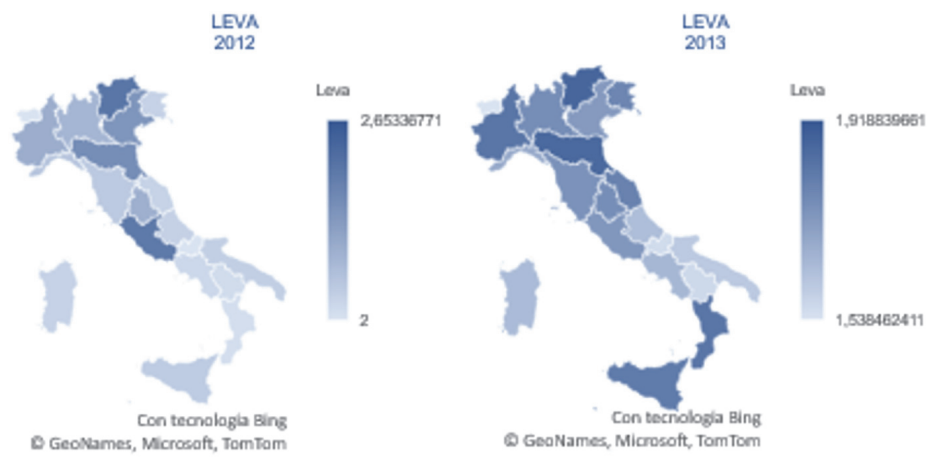 LEVA
2012
Leva
2,65336771
2
Con tecnologia Bing
© GeoNames, Microsoft, TomTom
LEVA
2013
Leva
1,918839661
1,538462411
Con tecnologia Bing
© GeoNames, Microsoft, TomTom